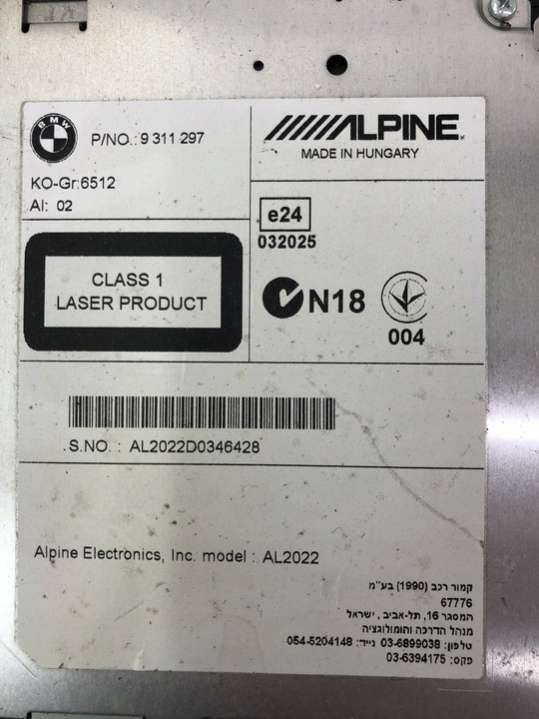 BMW
P/NO.: 9 311 297
ALPINE
MADE IN HUNGARY
KO-Gr:6512
AI: 02
e24
032025
CLASS 1
LASER PRODUCT
N18
004
S.NO. : AL2022D0346428
Alpine Electronics, Inc. model : AL2022
קמור רכב (1990) בע"מ
67776
המסגר 16, תל-אביב, ישראל
מנהל הדרכה והומולוגציה
טלפון: 03-6899038 נייד: 054-5204148
פקס: 03-6394175